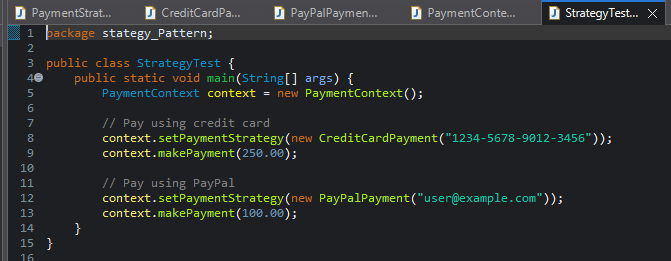 PaymentStrat...
CreditCardPa...
PayPalPaymen...
PaymentConte...
StrategyTest...
1 package stategy_Pattern;
2
3 public class StrategyTest {
4 public static void main(String[] args) {
5 PaymentContext context = new PaymentContext();
6
7 // Pay using credit card
8 context.setPaymentStrategy(new CreditCardPayment("1234-5678-9012-3456"));
9 context.makePayment(250.00);
10
11 // Pay using PayPal
12 context.setPaymentStrategy(new PayPalPayment("user@example.com"));
13 context.makePayment(100.00);
14 }
15 }
16